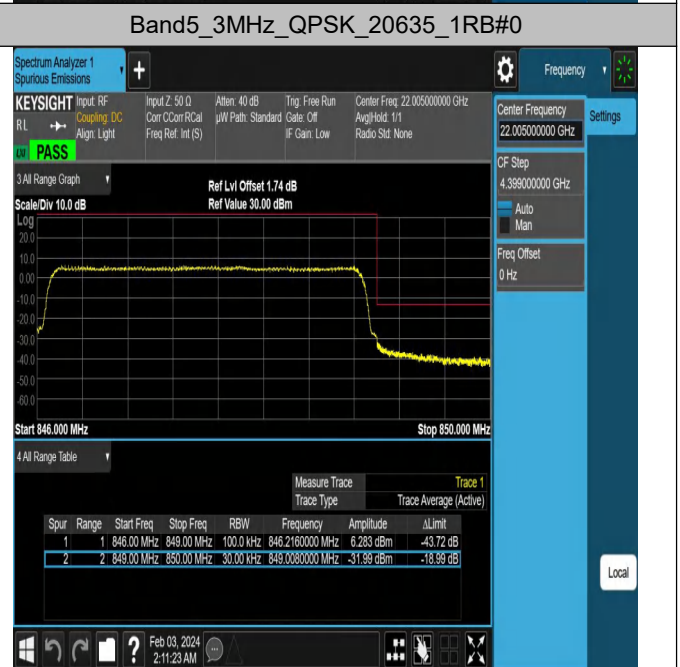 Band5_3MHz_QPSK_20635_1RB#0
Spectrum Analyzer 1
Spurious Emissions
Frequency
KEYSIGHT
RL
PASS
Input: RF
Coupling: DC
Align: Light
Input Z: 50 Ω
Corr CCorr RCal
Freq Ref: Int (S)
Atten: 40 dB
µW Path: Standard
Trig: Free Run
Gate: Off
IF Gain: Low
Center Freq: 22.005000000 GHz
Avg|Hold: 1/1
Radio Std: None
Center Frequency
22.005000000 GHz
Settings
CF Step
4.399000000 GHz
Auto
Man
Freq Offset
0 Hz
3 All Range Graph
Ref Lvl Offset 1.74 dB
Scale/Div 10.0 dB
Ref Value 30.00 dBm
Log
20.0
10.0
0.00
-10.0
-20.0
-30.0
-40.0
-50.0
-60.0
Start 846.000 MHz
Stop 850.000 MHz
4 All Range Table
Measure Trace Trace 1
Trace Type Trace Average (Active)
Spur Range Start Freq Stop Freq RBW Frequency Amplitude ΔLimit
1 1 846.00 MHz 849.00 MHz 100.0 kHz 846.2160000 MHz 6.283 dBm -43.72 dB
2 2 849.00 MHz 850.00 MHz 30.00 kHz 849.0080000 MHz -31.99 dBm -18.99 dB
Local
Feb 03, 2024
2:11:23 AM